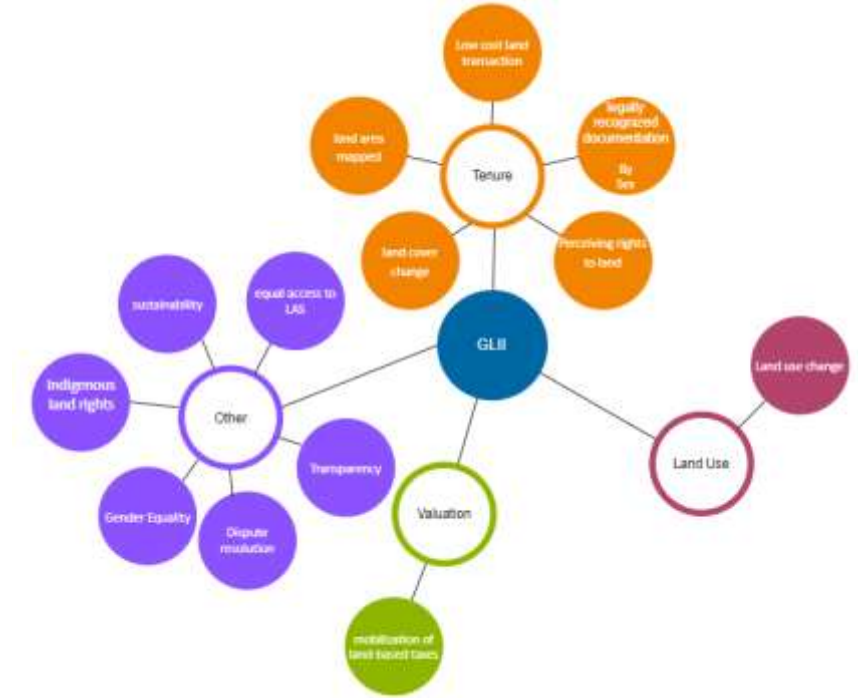 Low cost land
transaction
land area
mapped
legally
recognized
documentation
By
Sex
Tenure
land cover
change
Perceiving rights
to land
sustainability
equal access to
LAS
GLII
Indigenous
land rights
Other
Land use change
Transparency
Land Use
Gender Equality
Dispute
resolution
Valuation
mobilization of
land-based taxes